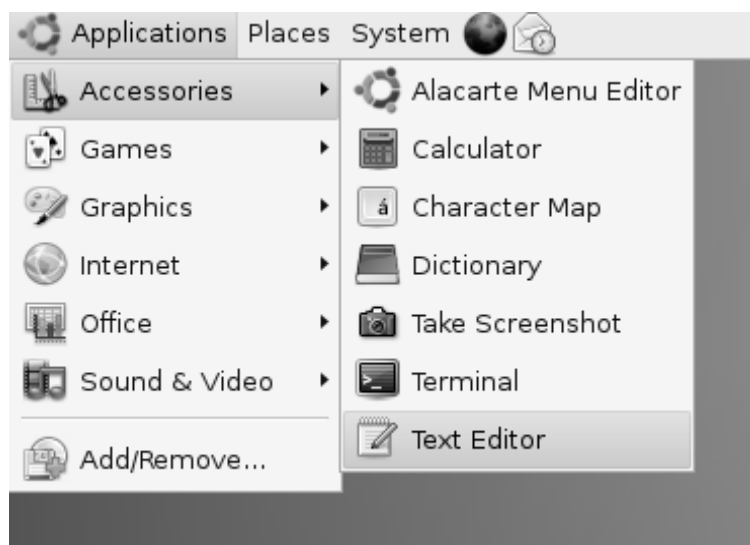 Applications Places System
Accessories
Games
Graphics
Internet
Office
Sound & Video
Add/Remove...
Alacarte Menu Editor
Calculator
á Character Map
Dictionary
Take Screenshot
Terminal
Text Editor